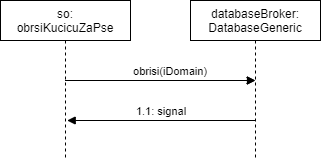 so:
obrsiKucicuZaPse
databaseBroker:
DatabaseGeneric
obrisi(iDomain)
1.1: signal